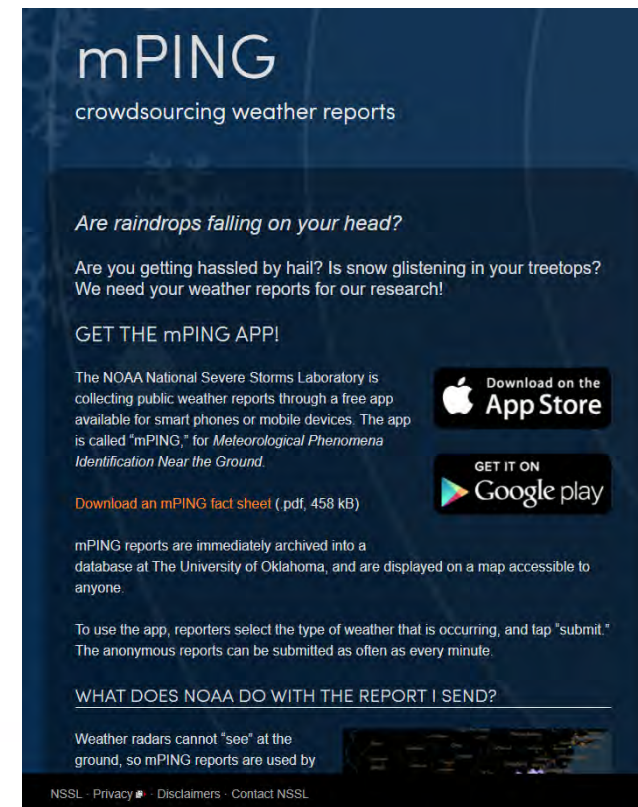 mPING
crowdsourcing weather reports
Are raindrops falling on your head?
Are you getting hassled by hail? Is snow glistening in your treetops?
We need your weather reports for our research!
GET THE mPING APP!
The NOAA National Severe Storms Laboratory is
collecting public weather reports through a free app
available for smart phones or mobile devices. The app
is called “mPING,” for Meteorological Phenomena
Identification Near the Ground.
Download on the
App Store
GET IT ON
Google play
Download an mPING fact sheet (.pdf, 458 kB)
mPING reports are immediately archived into a
database at The University of Oklahoma, and are displayed on a map accessible to
anyone.
To use the app, reporters select the type of weather that is occurring, and tap “submit.”
The anonymous reports can be submitted as often as every minute.
WHAT DOES NOAA DO WITH THE REPORT I SEND?
Weather radars cannot “see” at the
ground, so mPING reports are used by
NSSL · Privacy · Disclaimers · Contact NSSL